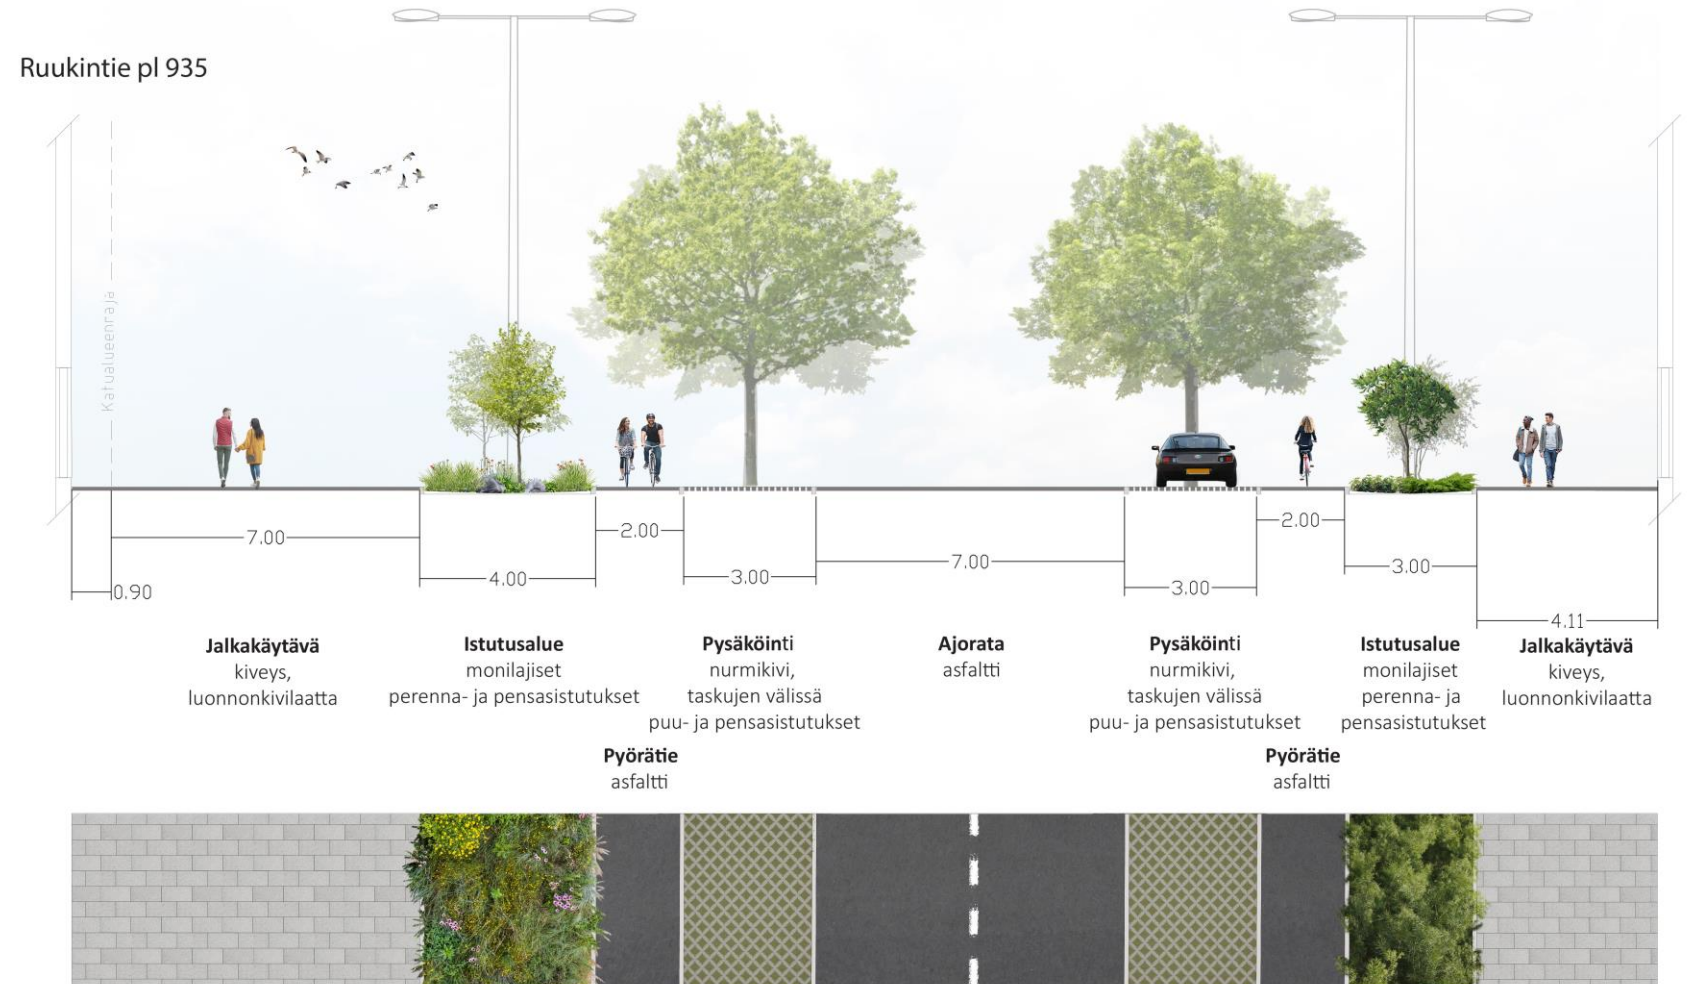 Ruukintie pl 935
Katualueenraja
7.00
2.00
2.00
7.00
4.00
3.00
3.00
3.00
0.90
4.11
Jalkakäytävä
kiveys,
luonnonkivilaatta
Istutusalue
monilajiset
perenna- ja pensasistutukset
Pysäköinti
nurmikivi,
taskujen välissä
puu- ja pensasistutukset
Ajorata
asfaltti
Pysäköinti
nurmikivi,
taskujen välissä
puu- ja pensasistutukset
Istutusalue
monilajiset
perenna- ja
pensasistutukset
Jalkakäytävä
kiveys,
luonnonkivilaatta
Pyörätie
asfaltti
Pyörätie
asfaltti